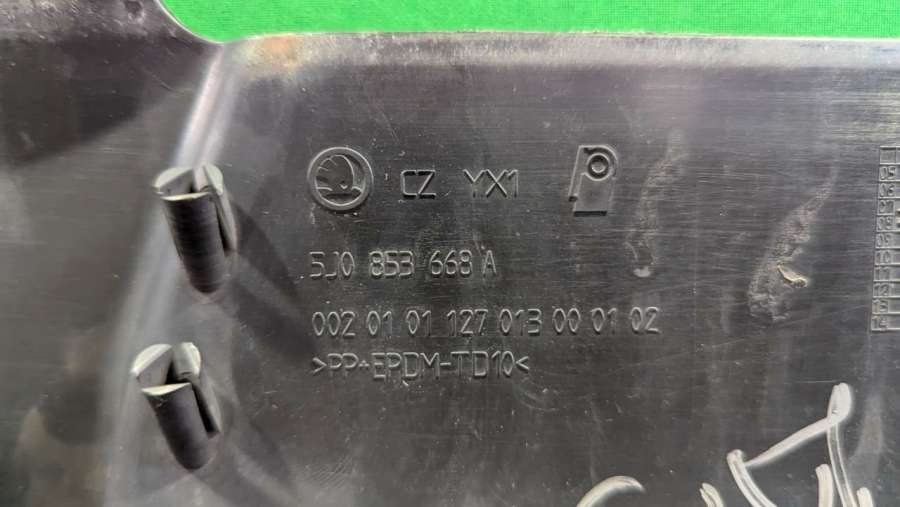 CZ YX1
5J0 853 668 A
002 01 01 127 013 00 01 02
>PP+EPDM-TD10<